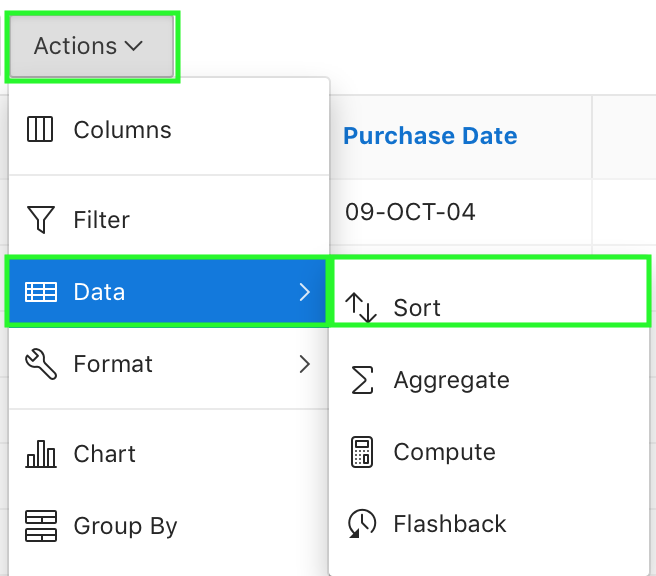 Actions
Columns
Purchase Date
Filter
09-OCT-04
Data
Sort
Format
Aggregate
Chart
Compute
Group By
Flashback